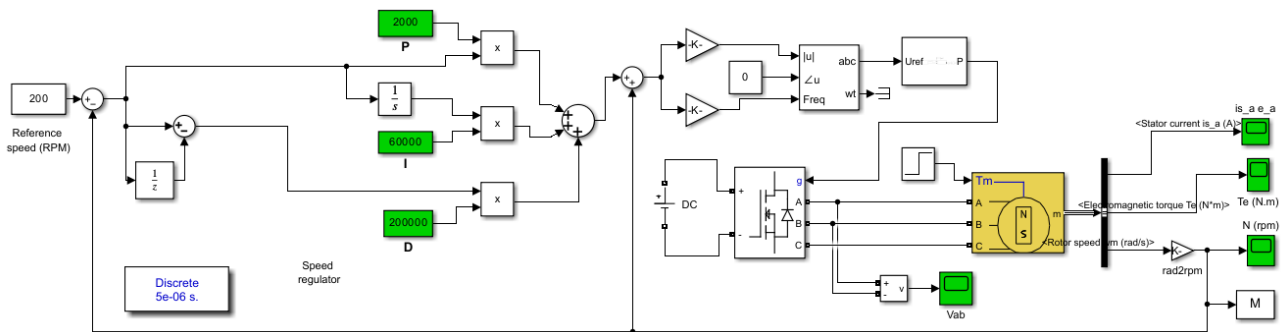 200
Reference
speed (RPM)
+
−
+
−
1
z
2000
P
1
s
60000
I
200000
D
x
x
x
+
+
+
+
+
-K-
-K-
0
|u|
∠u
Freq
abc
wt
Uref
P
DC
+
-
g
A
B
C
Tm
A
B
C
m
N
S
<Stator current is_a (A)>
<Electromagnetic torque Te (N*m)>
<Rotor speed wm (rad/s)>
is_a e_a
Te (N.m)
N (rpm)
K-
rad2rpm
M
+
-
v
Vab
Speed
regulator
Discrete
5e-06 s.